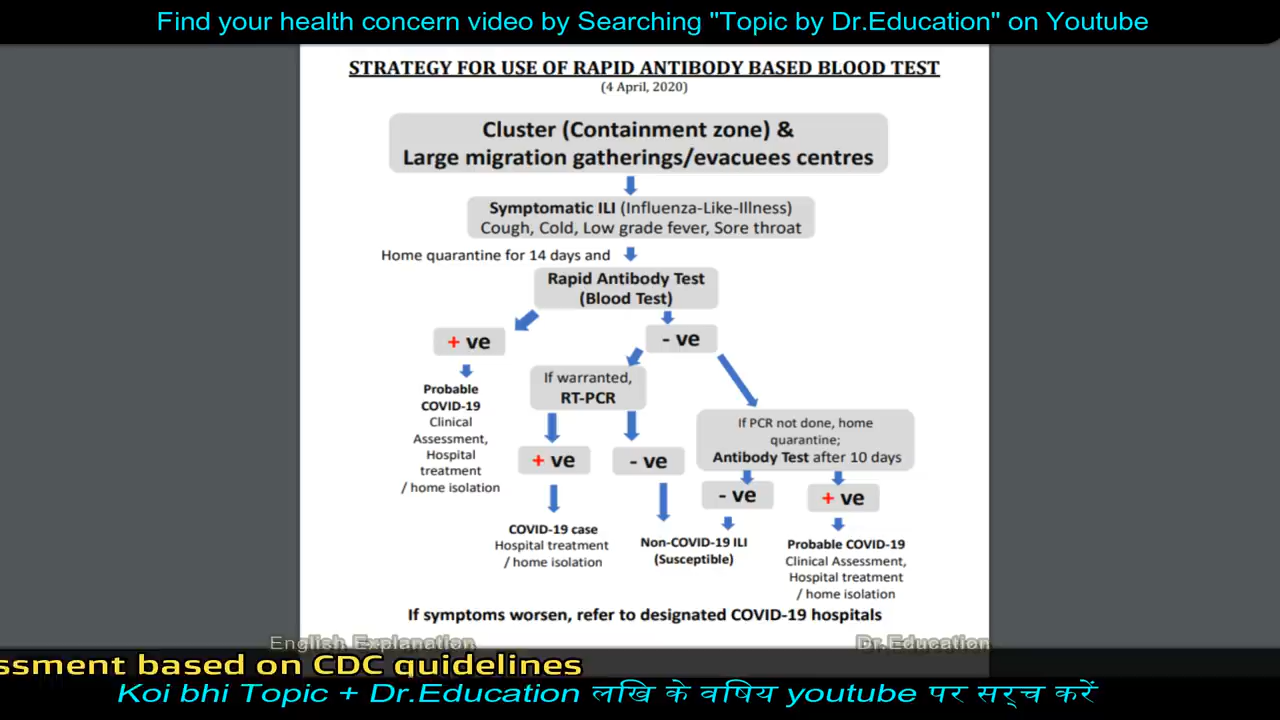 Find your health concern video by Searching "Topic by Dr.Education" on Youtube
STRATEGY FOR USE OF RAPID ANTIBODY BASED BLOOD TEST
(4 April, 2020)
Cluster (Containment zone) &
Large migration gatherings/evacuees centres
Symptomatic ILI (Influenza-Like-Illness)
Cough, Cold, Low grade fever, Sore throat
Home quarantine for 14 days and
Rapid Antibody Test
(Blood Test)
+ ve
- ve
Probable
COVID-19
Clinical
Assessment,
Hospital
treatment
/ home isolation
If warranted,
RT-PCR
+ ve
- ve
COVID-19 case
Hospital treatment
/ home isolation
If PCR not done, home
quarantine;
Antibody Test after 10 days
- ve
+ ve
Non-COVID-19 ILI
(Susceptible)
Probable COVID-19
Clinical Assessment,
Hospital treatment
/ home isolation
If symptoms worsen, refer to designated COVID-19 hospitals
English Explanation
Dr.Education
ssment based on CDC guidelines
Koi bhi Topic + Dr.Education लखि के वषिय youtube पर सर्च करें